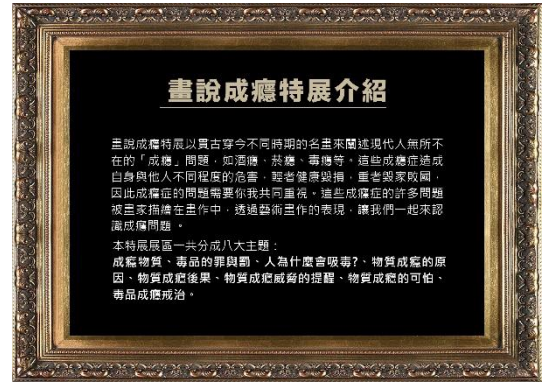 畫說成癮特展介紹
畫說成癮特展以貫古穿今不同時期的名畫來闡述現代人無所不
在的「成癮」問題，如酒癮、菸癮、毒癮等。這些成癮症造成
自身與他人不同程度的危害，輕者健康毀損，重者毀家敗國，
因此成癮症的問題需要你我共同重視。這些成癮症的許多問題
被畫家描繪在畫作中，透過藝術畫作的表現，讓我們一起來認
識成癮問題。
本特展展區一共分成八大主題：
成癮物質、毒品的罪與罰、人為什麼會吸毒?、物質成癮的原
因、物質成癮後果、物質成癮威脅的提醒、物質成癮的可怕、
毒品成癮戒治。